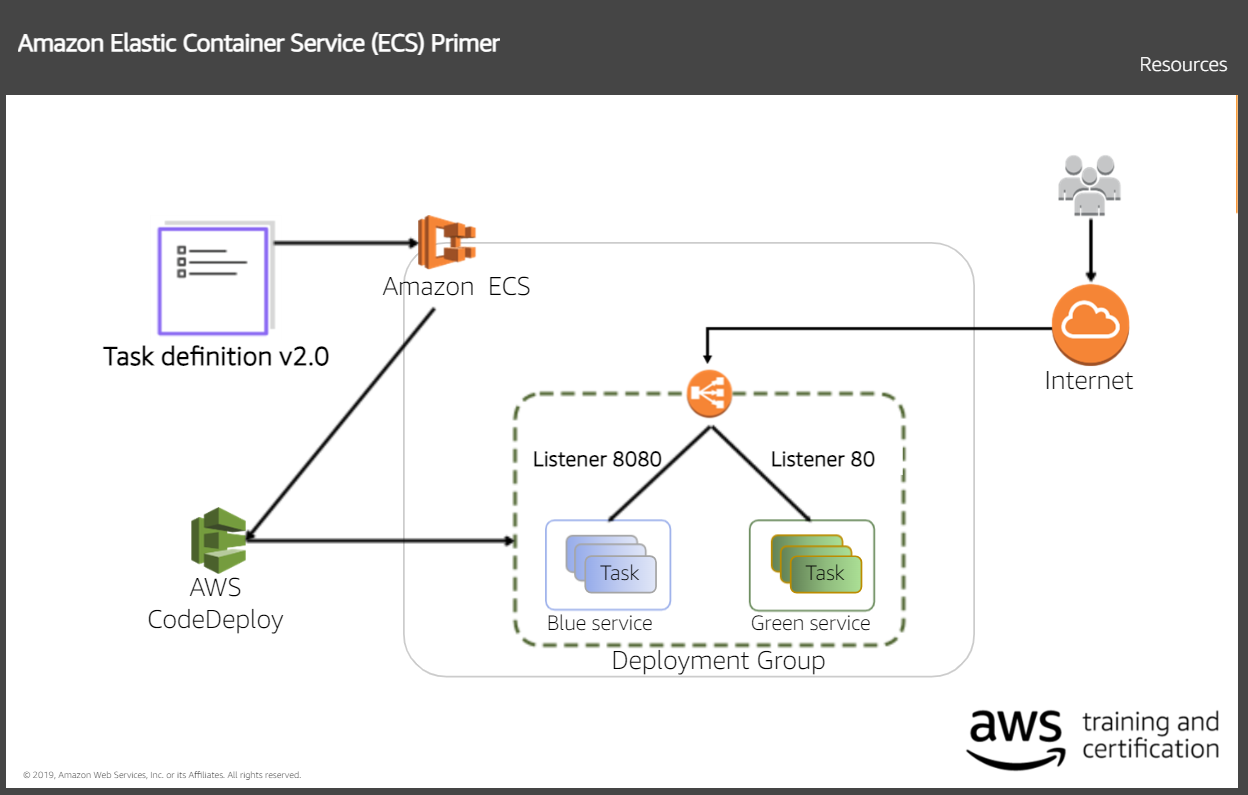 Amazon Elastic Container Service (ECS) Primer
Resources
Amazon ECS
Task definition v2.0
Internet
Listener 8080
Listener 80
Task
Task
AWS
CodeDeploy
Blue service
Green service
Deployment Group
aws training and
certification
© 2019, Amazon Web Services, Inc. or its Affiliates. All rights reserved.